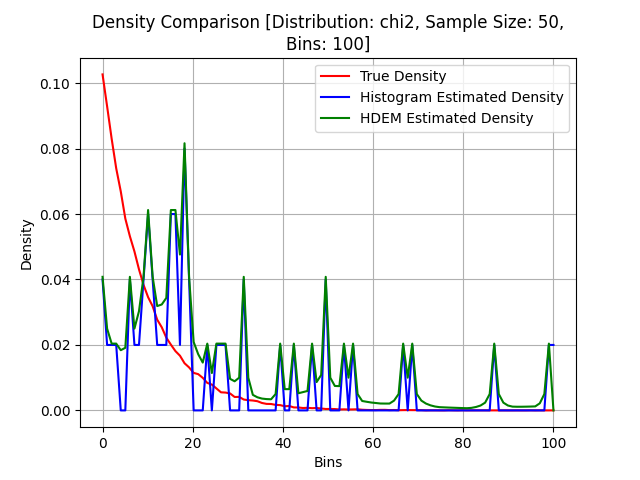 Density Comparison [Distribution: chi2, Sample Size: 50,
Bins: 100]
True Density
Histogram Estimated Density
HDEM Estimated Density
Density
0.10
0.08
0.06
0.04
0.02
0.00
0 20 40 60 80 100
Bins